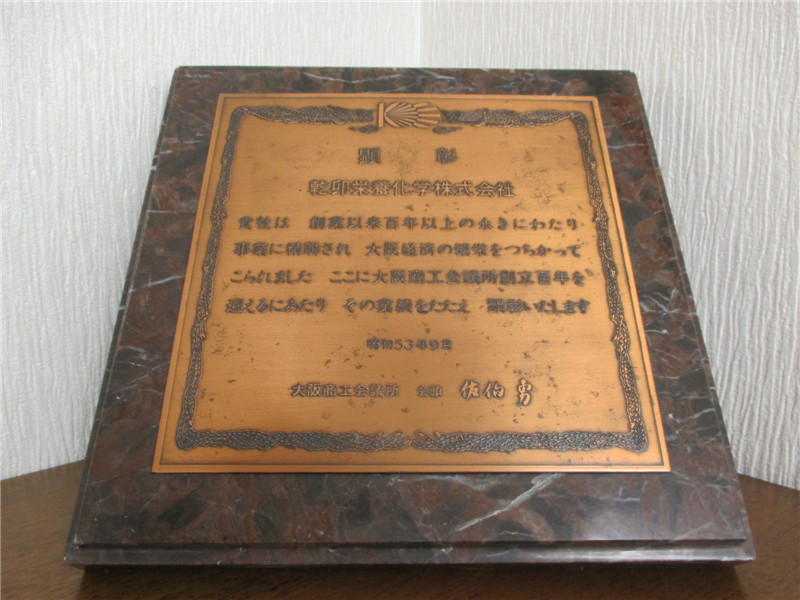 顕彰
乾卯栄養化学株式会社
貴社は 創業以来百年以上の永きにわたり
事業に精励され 大阪経済の繁栄をつちかって
こられました ここに大阪商工会議所創立百年を
迎えるにあたり その業績をたたえ 顕彰いたします
昭和53年9月
大阪商工会議所 会頭 佐伯勇